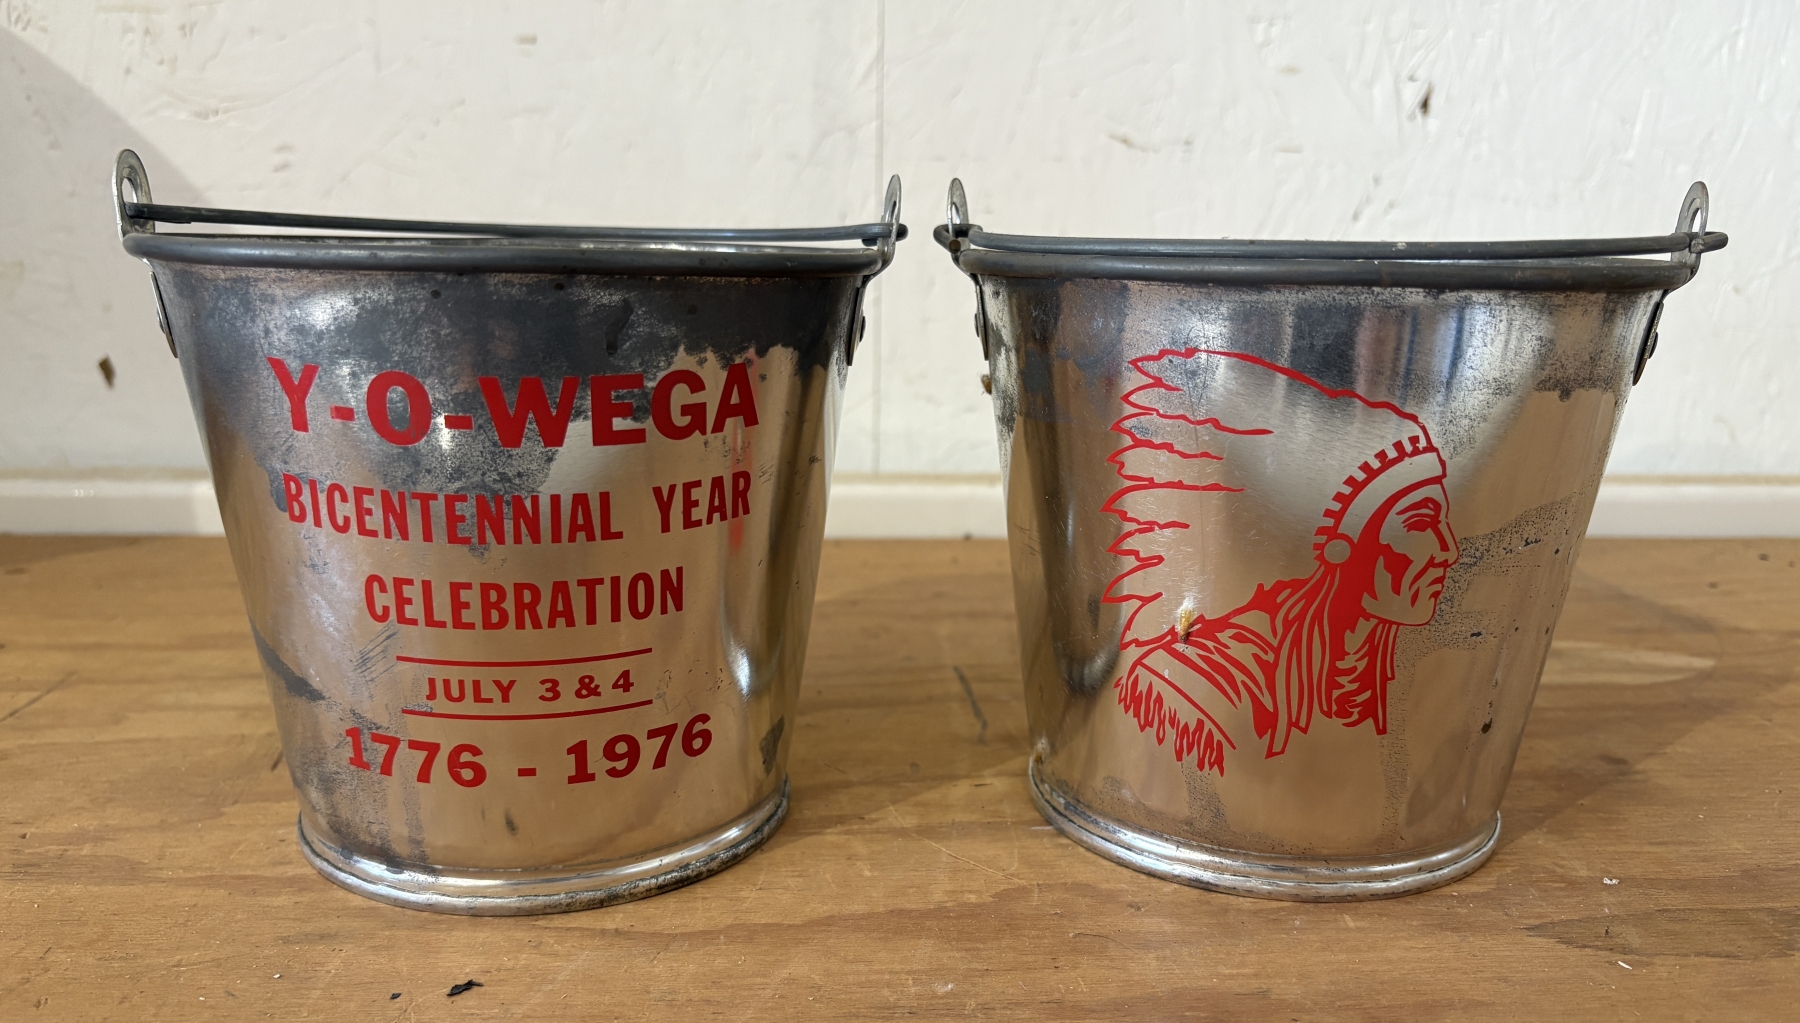 Y-O-WEGA
BICENTENNIAL YEAR
CELEBRATION
JULY 3 & 4
1776 - 1976